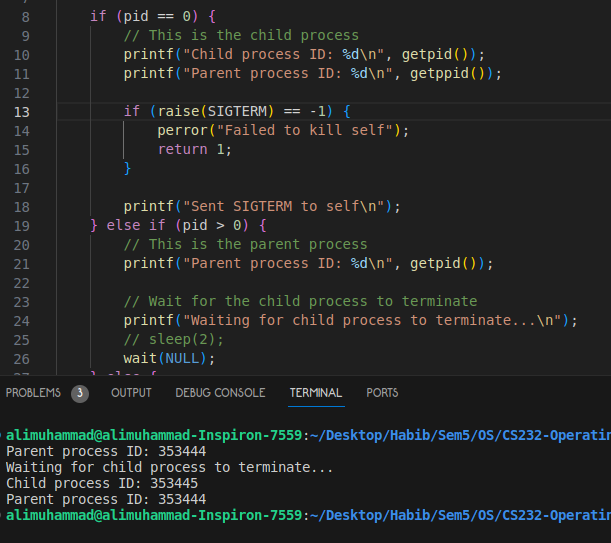 8 if (pid == 0) {
9 // This is the child process
10 printf("Child process ID: %d\n", getpid());
11 printf("Parent process ID: %d\n", getppid());
12
13 if (raise(SIGTERM) == -1) {
14 perror("Failed to kill self");
15 return 1;
16 }
17
18 printf("Sent SIGTERM to self\n");
19 } else if (pid > 0) {
20 // This is the parent process
21 printf("Parent process ID: %d\n", getpid());
22
23 // Wait for the child process to terminate
24 printf("Waiting for child process to terminate...\n");
25 // sleep(2);
26 wait(NULL);
27 } else {
PROBLEMS 3 OUTPUT DEBUG CONSOLE TERMINAL PORTS
alimuhammad@alimuhammad-Inspiron-7559:~/Desktop/Habib/Sem5/OS/CS232-Operatin
Parent process ID: 353444
Waiting for child process to terminate...
Child process ID: 353445
Parent process ID: 353444
alimuhammad@alimuhammad-Inspiron-7559:~/Desktop/Habib/Sem5/OS/CS232-Operatin